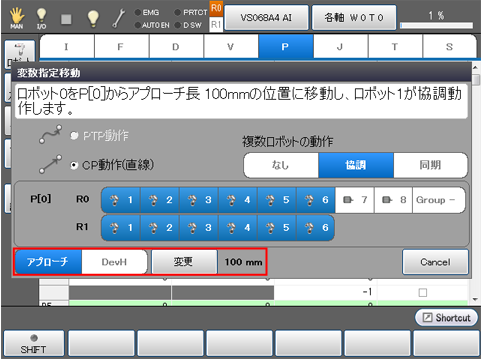 MAN I/O EMG AUTO EN PRTCT D SW R0 R1 VS068A4 AI 各軸 W0T0 1 %
I F D V P J T S
変数指定移動
ロボット0をP[0]からアプローチ長 100mmの位置に移動し、ロボット1が協調動
作します。
PTP動作
複数ロボットの動作
CP動作(直線)
なし 協調 同期
P[0] R0 1 2 3 4 5 6 7 8 Group -
R1 1 2 3 4 5 6
アプローチ DevH 変更 100 mm Cancel
-1
Shortcut
SHIFT